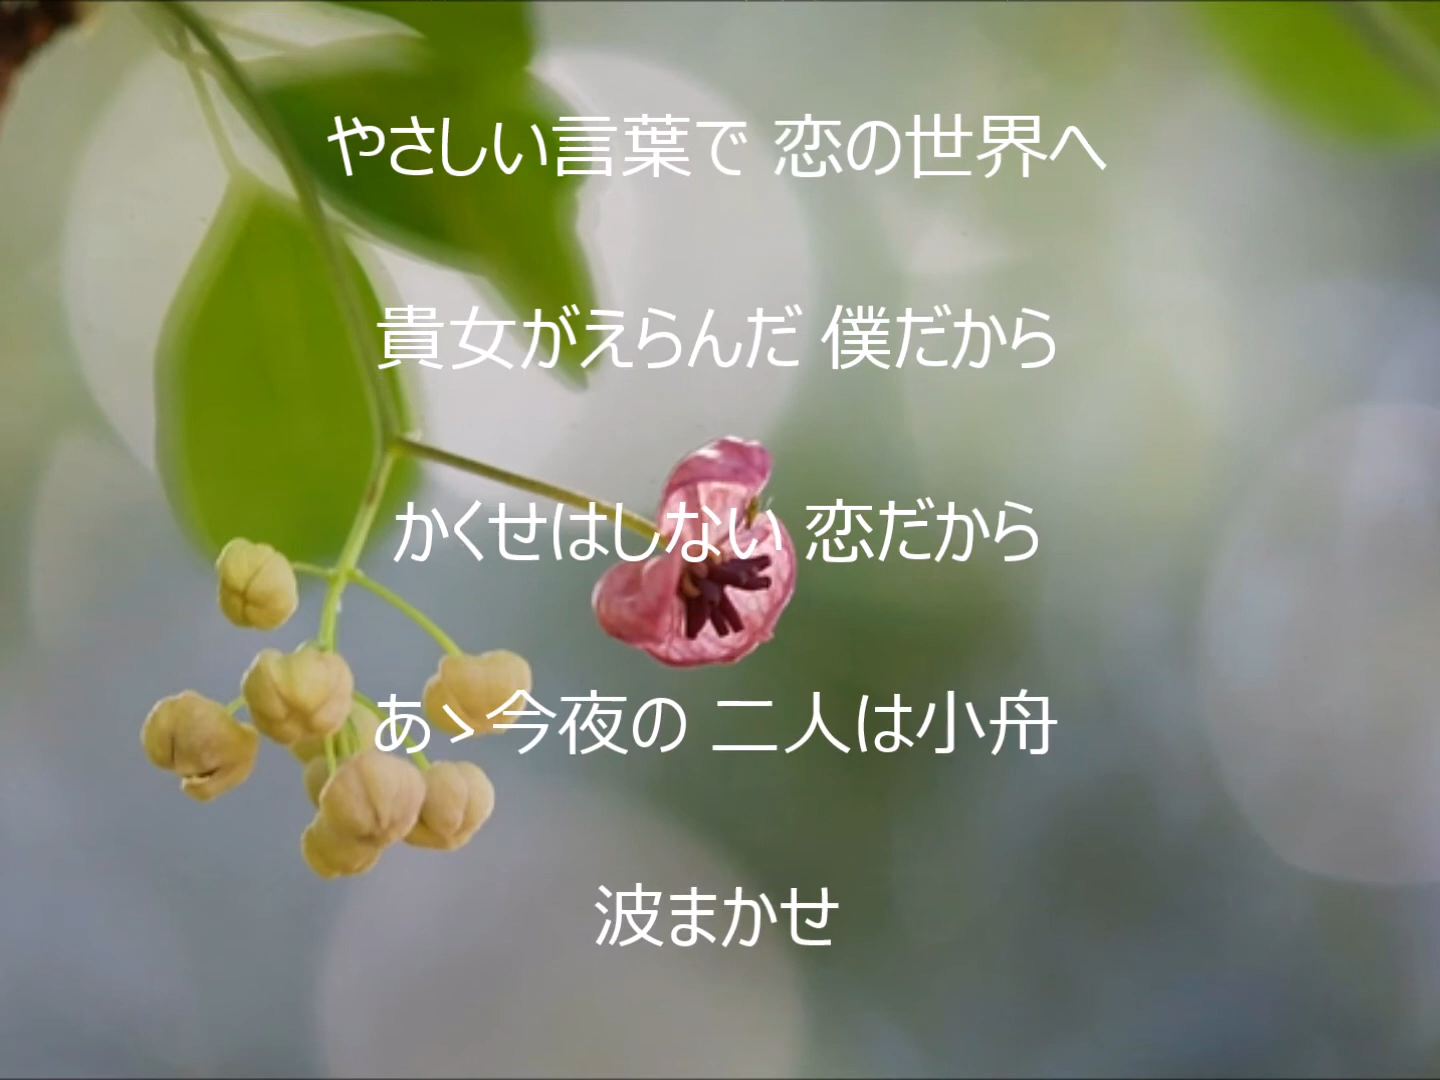 やさしい言葉で 恋の世界へ
貴女がえらんだ 僕だから
かくせはしない 恋だから
あゝ今夜の 二人は小舟
波まかせ